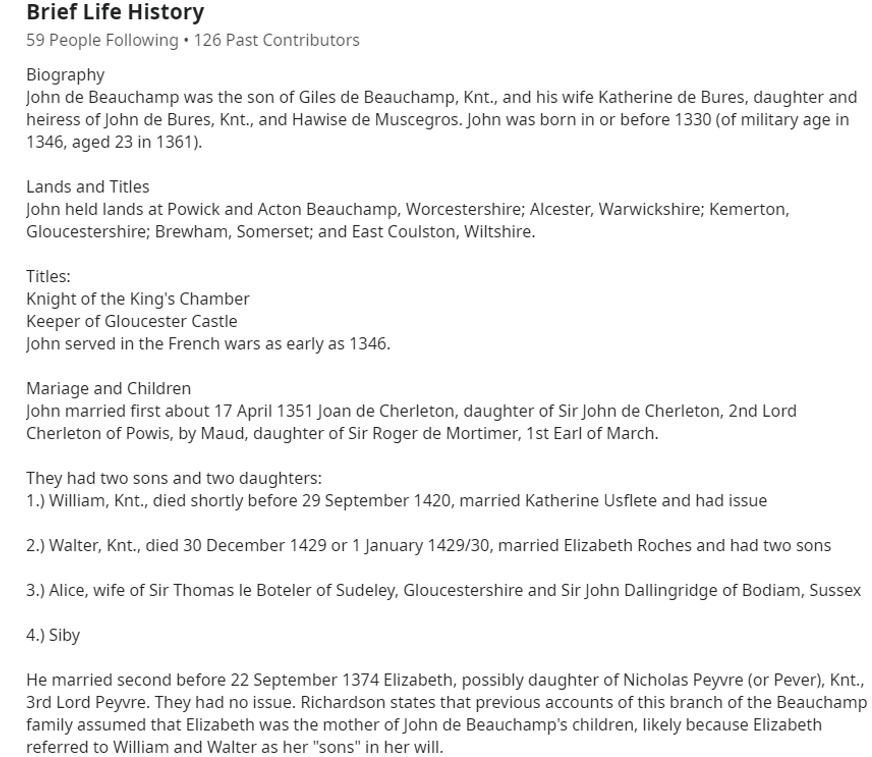 Brief Life History
59 People Following • 126 Past Contributors
Biography
John de Beauchamp was the son of Giles de Beauchamp, Knt., and his wife Katherine de Bures, daughter and
heiress of John de Bures, Knt., and Hawise de Muscegros. John was born in or before 1330 (of military age in
1346, aged 23 in 1361).
Lands and Titles
John held lands at Powick and Acton Beauchamp, Worcestershire; Alcester, Warwickshire; Kemerton,
Gloucestershire; Brewham, Somerset; and East Coulston, Wiltshire.
Titles:
Knight of the King's Chamber
Keeper of Gloucester Castle
John served in the French wars as early as 1346.
Mariage and Children
John married first about 17 April 1351 Joan de Cherleton, daughter of Sir John de Cherleton, 2nd Lord
Cherleton of Powis, by Maud, daughter of Sir Roger de Mortimer, 1st Earl of March.
They had two sons and two daughters:
1.) William, Knt., died shortly before 29 September 1420, married Katherine Usflete and had issue
2.) Walter, Knt., died 30 December 1429 or 1 January 1429/30, married Elizabeth Roches and had two sons
3.) Alice, wife of Sir Thomas le Boteler of Sudeley, Gloucestershire and Sir John Dallingridge of Bodiam, Sussex
4.) Siby
He married second before 22 September 1374 Elizabeth, possibly daughter of Nicholas Peyvre (or Pever), Knt.,
3rd Lord Peyvre. They had no issue. Richardson states that previous accounts of this branch of the Beauchamp
family assumed that Elizabeth was the mother of John de Beauchamp's children, likely because Elizabeth
referred to William and Walter as her "sons" in her will.